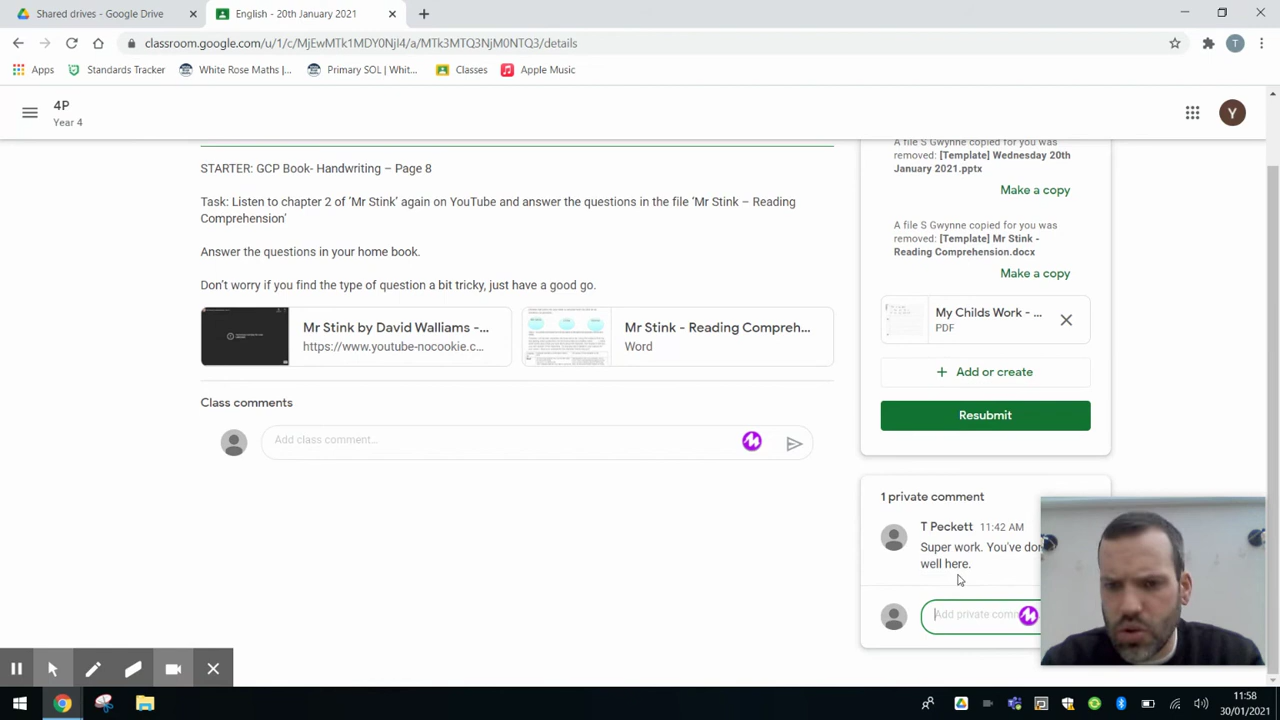 Shared drives - Google Drive
English - 20th January 2021
classroom.google.com/u/1/c/MjEwMTk1MDY0NjI4/a/MTk3MTQ3NjM0NTQ3/details
Apps
Standards Tracker
White Rose Maths |...
Primary SOL | Whit...
Classes
Apple Music
4P
Year 4
Y
T
STARTER: GCP Book- Handwriting – Page 8
Task: Listen to chapter 2 of ‘Mr Stink’ again on YouTube and answer the questions in the file ‘Mr Stink – Reading
Comprehension’
Answer the questions in your home book.
Don’t worry if you find the type of question a bit tricky, just have a good go.
Mr Stink by David Walliams -...
https://www.youtube-nocookie.c...
Mr Stink - Reading Compreh...
Word
Class comments
Add class comment...
A file S Gwynne copied for you was
removed: [Template] Wednesday 20th
January 2021.pptx
Make a copy
A file S Gwynne copied for you was
removed: [Template] Mr Stink -
Reading Comprehension.docx
Make a copy
My Childs Work - ...
PDF
+ Add or create
Resubmit
1 private comment
T Peckett 11:42 AM
Super work. You've don
well here.
Add private comm
11:58
30/01/2021